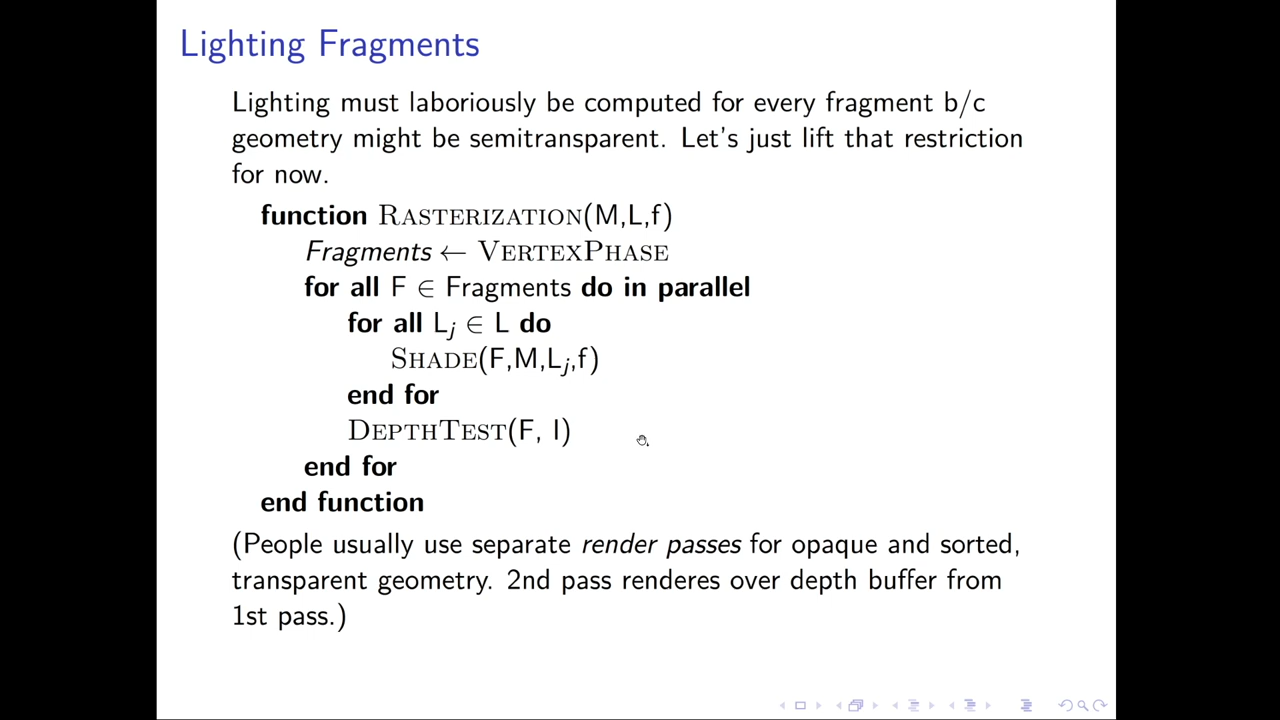 Lighting Fragments
Lighting must laboriously be computed for every fragment b/c
geometry might be semitransparent. Let's just lift that restriction
for now.
function RASTERIZATION(M,L,f)
Fragments ← VERTEXPHASE
for all F ∈ Fragments do in parallel
for all Lj ∈ L do
SHADE(F,M,Lj,f)
end for
DEPTHTEST(F, I)
end for
end function
(People usually use separate render passes for opaque and sorted,
transparent geometry. 2nd pass renderes over depth buffer from
1st pass.)